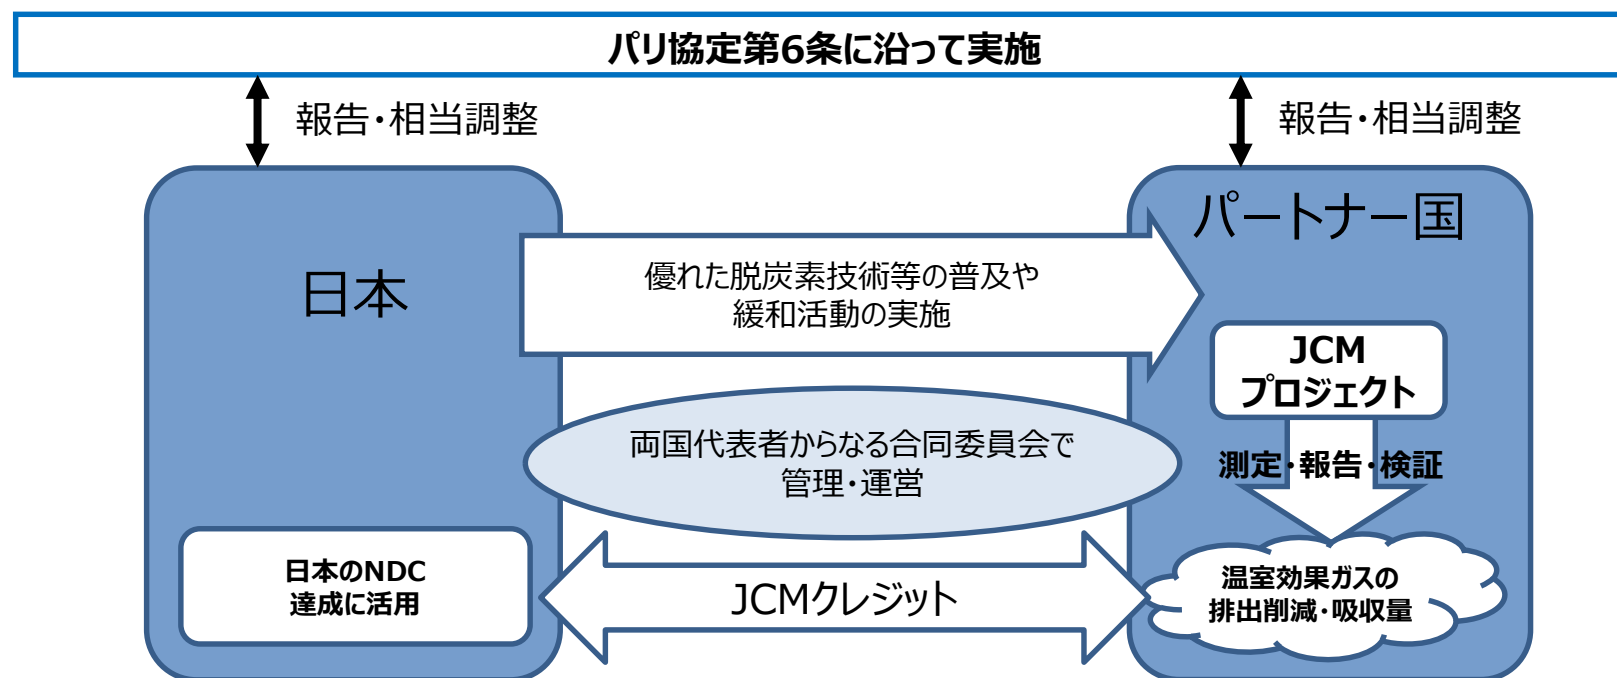 パリ協定第6条に沿って実施
報告・相当調整
報告・相当調整
日本
パートナー国
優れた脱炭素技術等の普及や
緩和活動の実施
JCM
プロジェクト
両国代表者からなる合同委員会で
管理・運営
測定・報告・検証
日本のNDC
達成に活用
JCMクレジット
温室効果ガスの
排出削減・吸収量